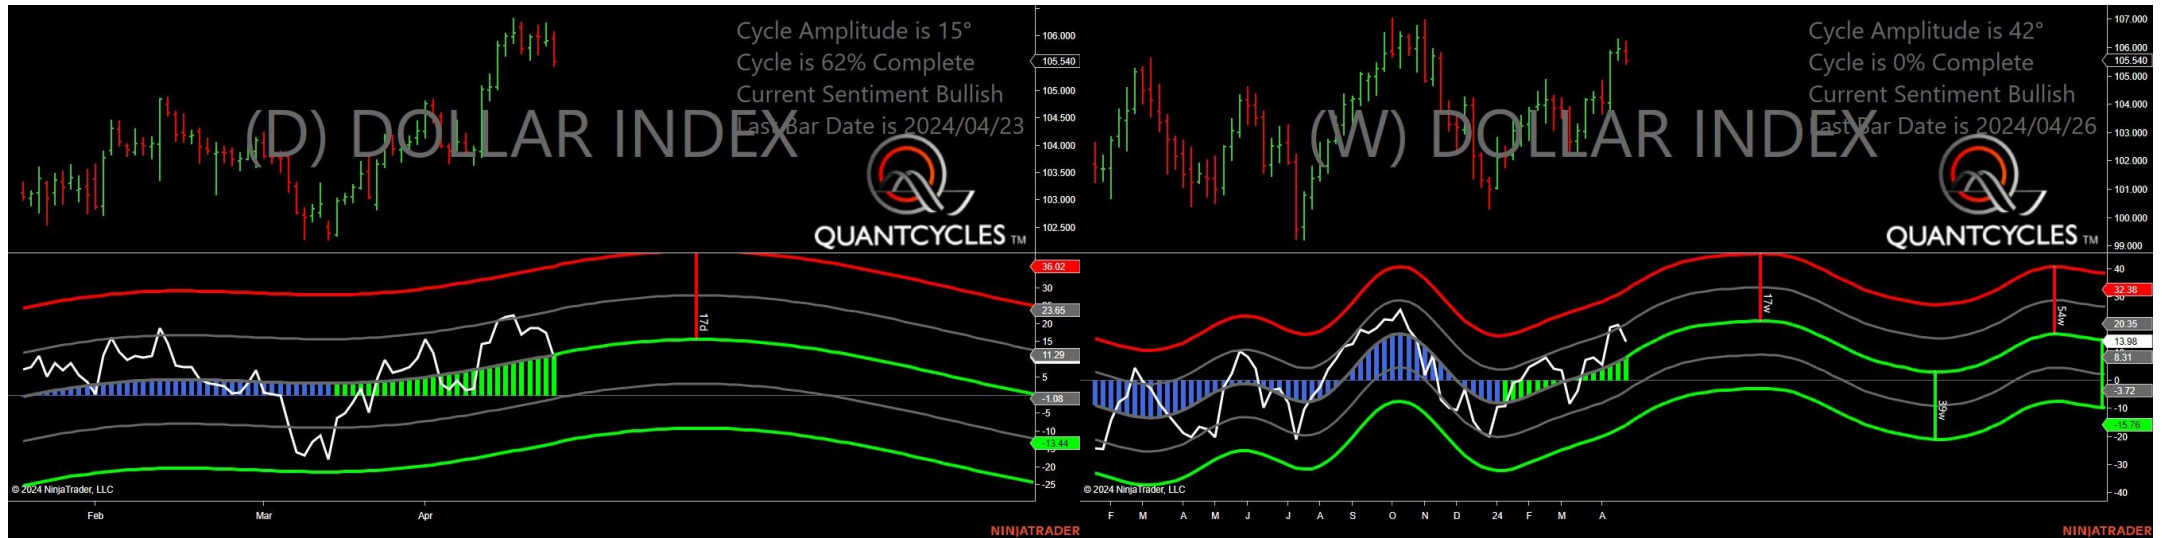 Cycle Amplitude is 15°
Cycle is 62% Complete
Current Sentiment Bullish
Last Bar Date is 2024/04/23
(D) DOLLAR INDEX
QUANTCYCLES TM
106.000
105.540
105.000
104.500
104.000
103.500
103.000
102.500
36.02
30
23.65
20
15
11.29
5
-1.08
-5
-10
-13.44
-20
-25
17d
© 2024 NinjaTrader, LLC
Feb Mar Apr
NINJATRADER
Cycle Amplitude is 42°
Cycle is 0% Complete
Current Sentiment Bullish
Last Bar Date is 2024/04/26
(W) DOLLAR INDEX
QUANTCYCLES TM
107.000
106.000
105.540
105.000
104.000
103.000
102.000
101.000
100.000
99.000
40
32.38
30
20.35
13.98
8.31
0
-3.72
-10
-15.76
-20
-30
-40
17w
39w
54w
© 2024 NinjaTrader, LLC
F M A M J J A S O N D 24 F M A
NINJATRADER